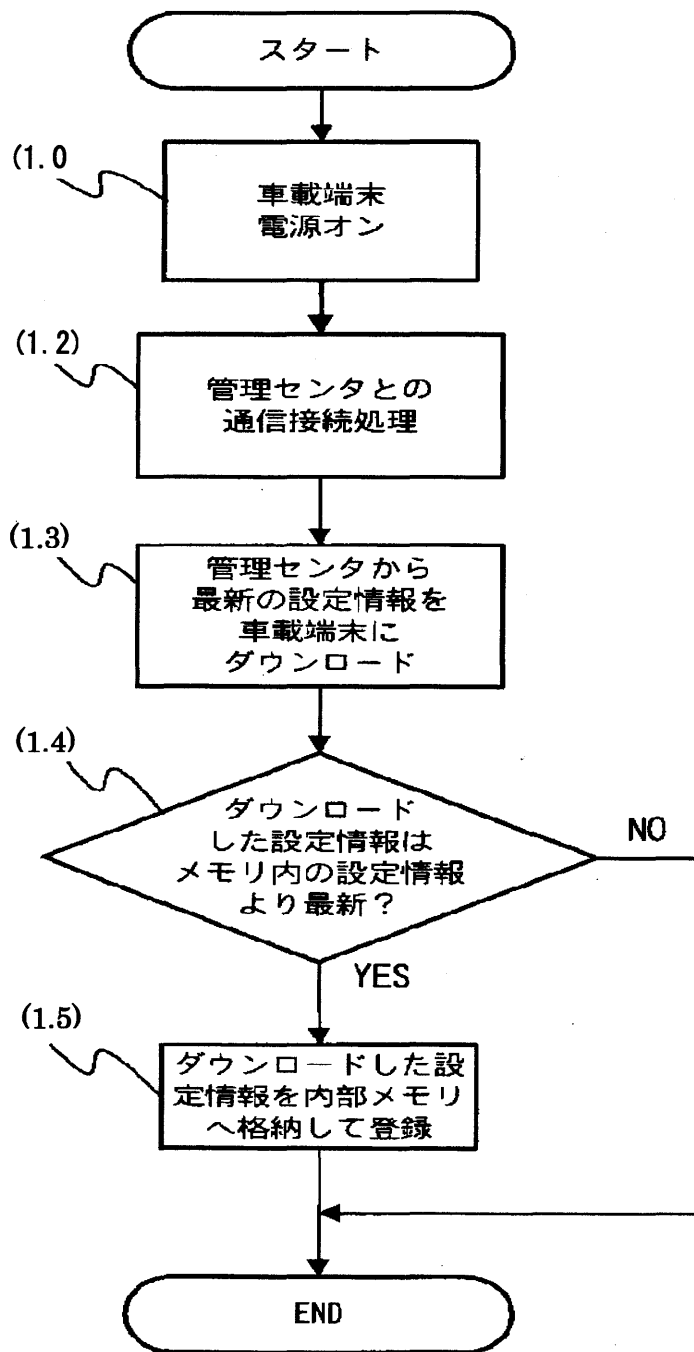 スタート
(1.0
車載端末
電源オン
(1.2)
管理センタとの
通信接続処理
(1.3)
管理センタから
最新の設定情報を
車載端末に
ダウンロード
(1.4)
ダウンロード
した設定情報は
メモリ内の設定情報
より最新？
NO
YES
(1.5)
ダウンロードした設
定情報を内部メモリ
へ格納して登録
END